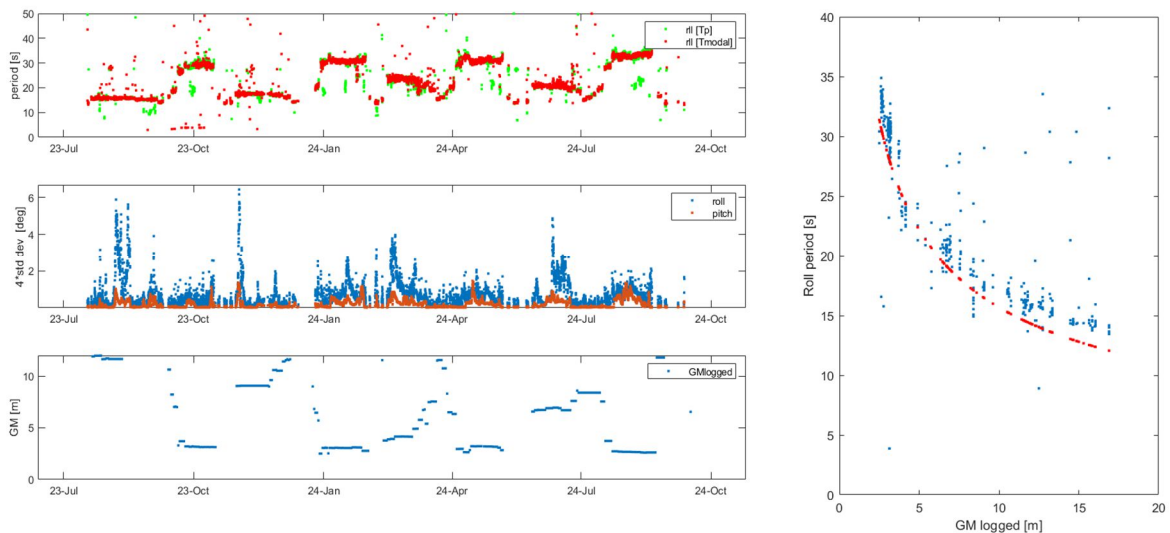 50
40
30
20
10
0
period [s]
rll [Tp]
rll [Tmodal]
23-Jul
23-Oct
24-Jan
24-Apr
24-Jul
24-Oct
6
4
2
4*std dev [deg]
roll
pitch
23-Jul
23-Oct
24-Jan
24-Apr
24-Jul
24-Oct
10
5
0
GM [m]
GMlogged
23-Jul
23-Oct
24-Jan
24-Apr
24-Jul
24-Oct
40
35
30
25
20
15
10
5
0
Roll period [s]
0
5
10
15
20
GM logged [m]